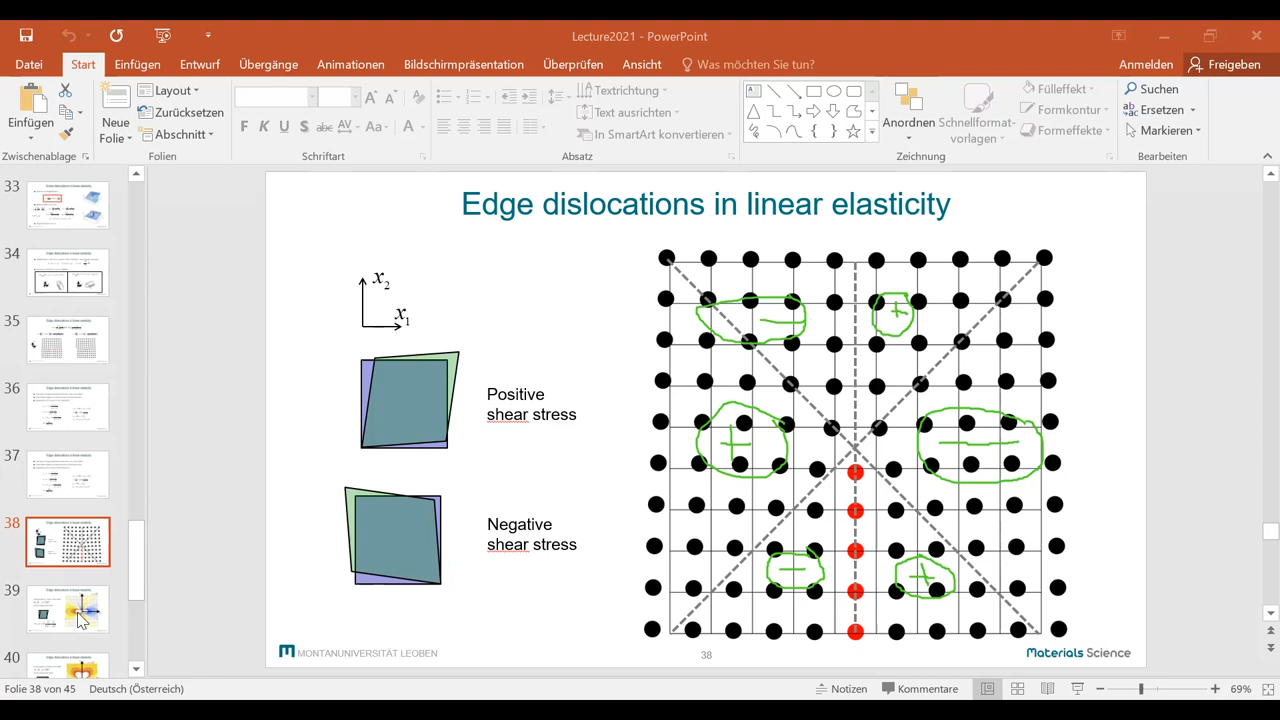 Lecture2021 - PowerPoint
Datei Start Einfügen Entwurf Übergänge Animationen Bildschirmpräsentation Überprüfen Ansicht Was möchten Sie tun? Anmelden Freigeben
Einfügen
Neue Folie
Layout
Zurücksetzen
Abschnitt
F K U S abc AV Aa A
Textrichtung
Text ausrichten
In SmartArt konvertieren
Anordnen
Schnellformat-
vorlagen
Fülleffekt
Formkontur
Formeffekte
Suchen
Ersetzen
Markieren
Zwischenablage Folien Schriftart Absatz Zeichnung Bearbeiten
33
34
35
36
37
38
39
40
Edge dislocations in linear elasticity
x2
x1
Positive
shear stress
Negative
shear stress
− +
+ −
− +
MONTANUNIVERSITÄT LEOBEN 38 Materials Science
Folie 38 von 45 Deutsch (Österreich) Notizen Kommentare 69%